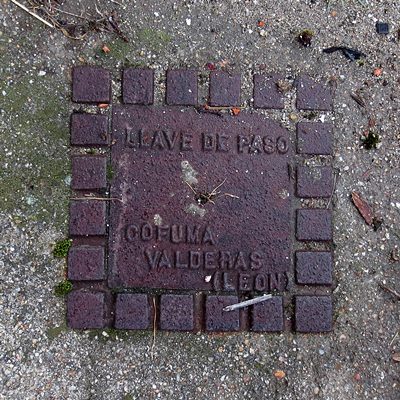 LLAVE DE PASO
COFUMA
VALDERAS
(LEON)